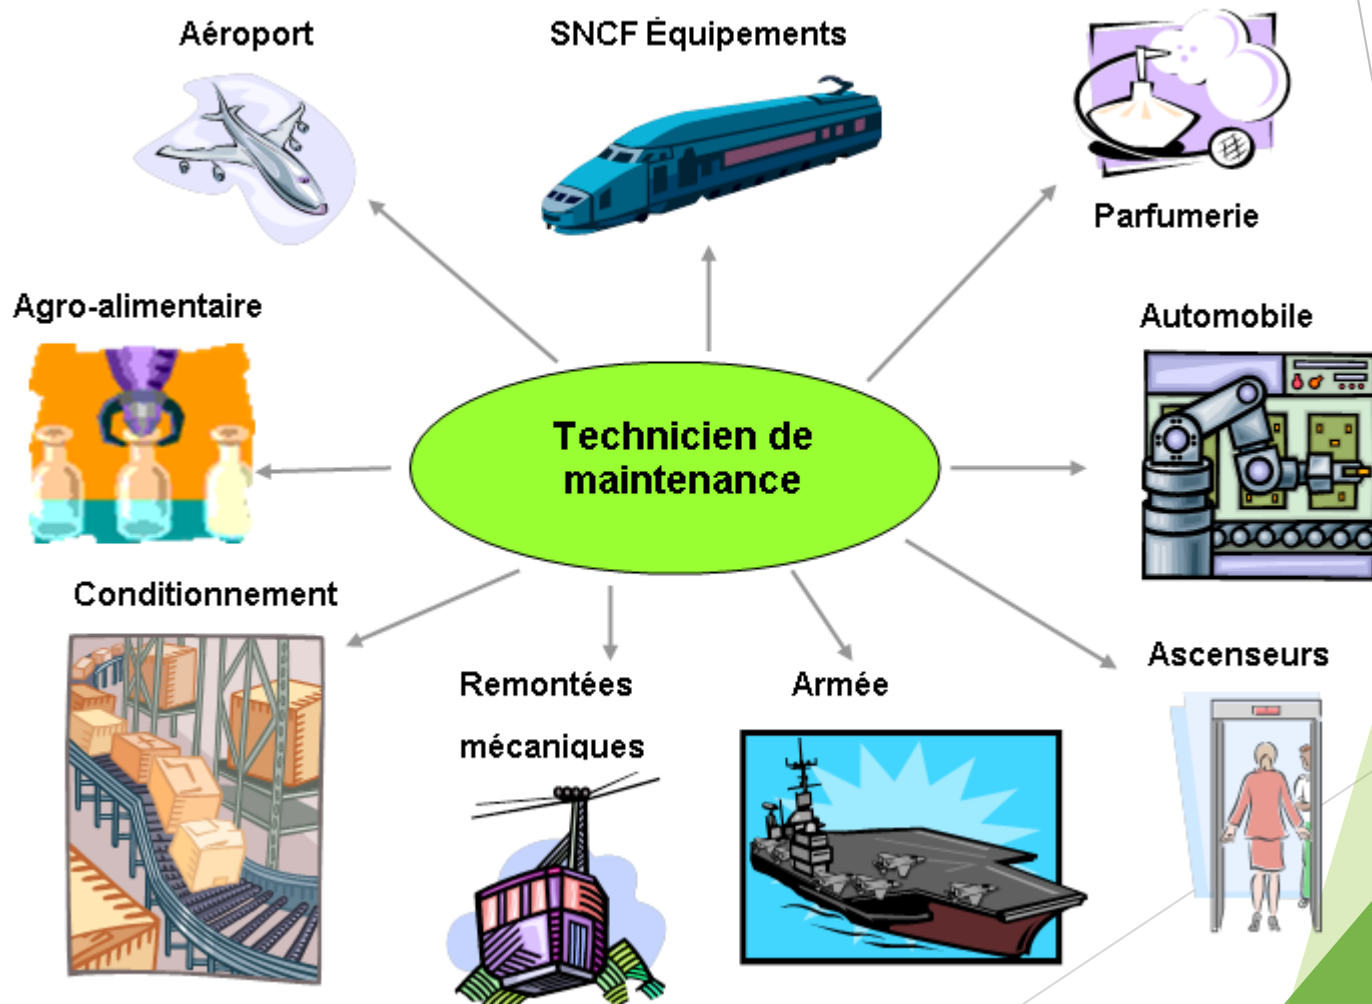 Aéroport
SNCF Équipements
Parfumerie
Agro-alimentaire
Automobile
Technicien de
maintenance
Conditionnement
Remontées
mécaniques
Armée
Ascenseurs